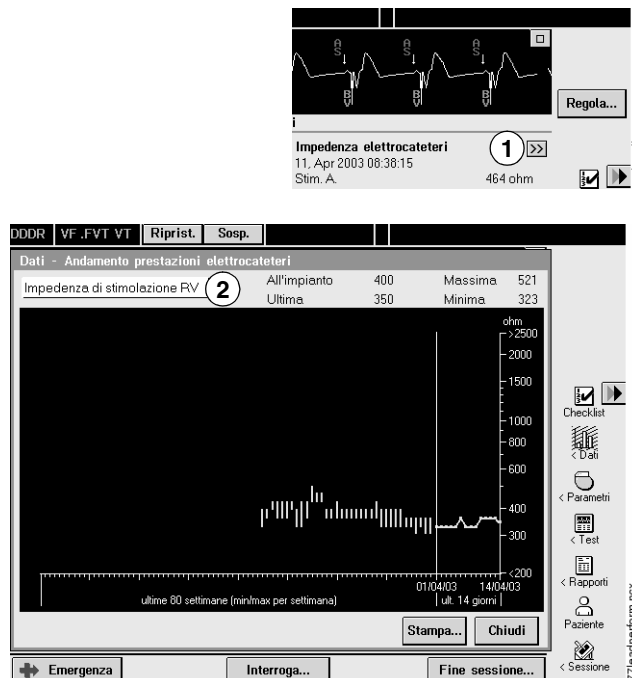 AS AS AS
BV BV BV
Regola...
i
Impedenza elettrocateteri
1 >>
11, Apr 2003 08:38:15
Stim. A. 464 ohm
DDDR VF .FVT VT Riprist. Sosp.
Dati - Andamento prestazioni elettrocateteri
Impedenza di stimolazione RV 2
All'impianto 400 Massima 521
Ultima 350 Minima 323
ohm
>2500
2000
1500
1000
800
600
400
300
<200
01/04/03 14/04/03
ultime 80 settimane (min/max per settimana) ult. 14 giorni
Stampa... Chiudi
Checklist
< Dati
< Parametri
< Test
< Rapporti
Paziente
< Sessione
Emergenza Interroga... Fine sessione...